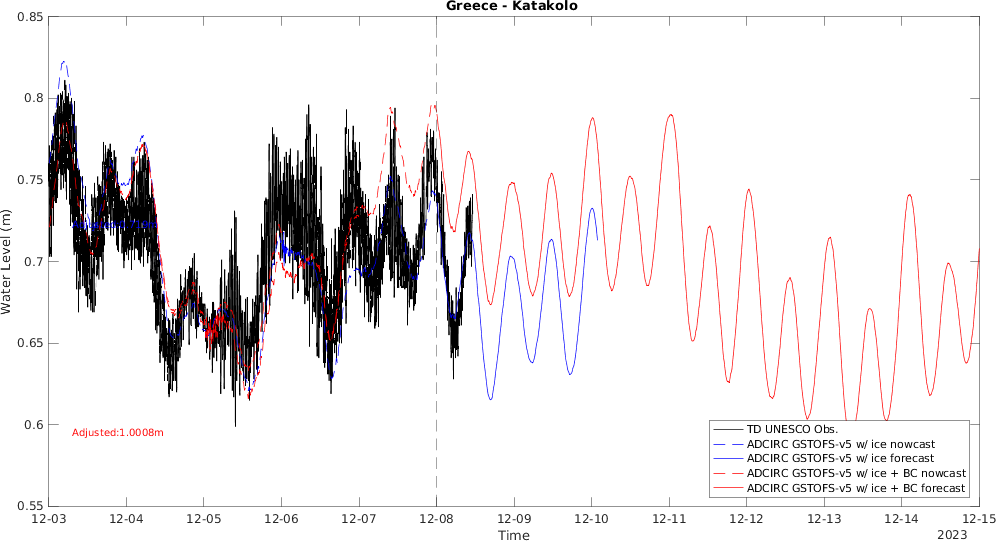 Greece - Katakolo
Water Level (m)
0.85
0.8
0.75
0.7
0.65
0.6
0.55
Adjusted:1.0008m
TD UNESCO Obs.
ADCIRC GSTOFS-v5 w/ ice nowcast
ADCIRC GSTOFS-v5 w/ ice forecast
ADCIRC GSTOFS-v5 w/ ice + BC nowcast
ADCIRC GSTOFS-v5 w/ ice + BC forecast
12-03 12-04 12-05 12-06 12-07 12-08 12-09 12-10 12-11 12-12 12-13 12-14 12-15
Time
2023